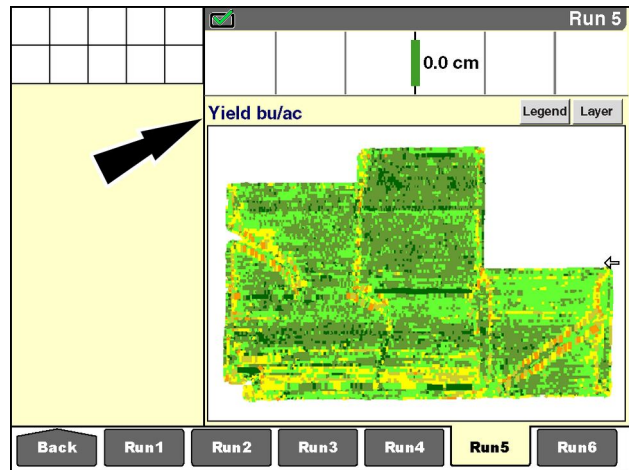 Run 5
0.0 cm
Yield bu/ac
Legend Layer
Back Run1 Run2 Run3 Run4 Run5 Run6